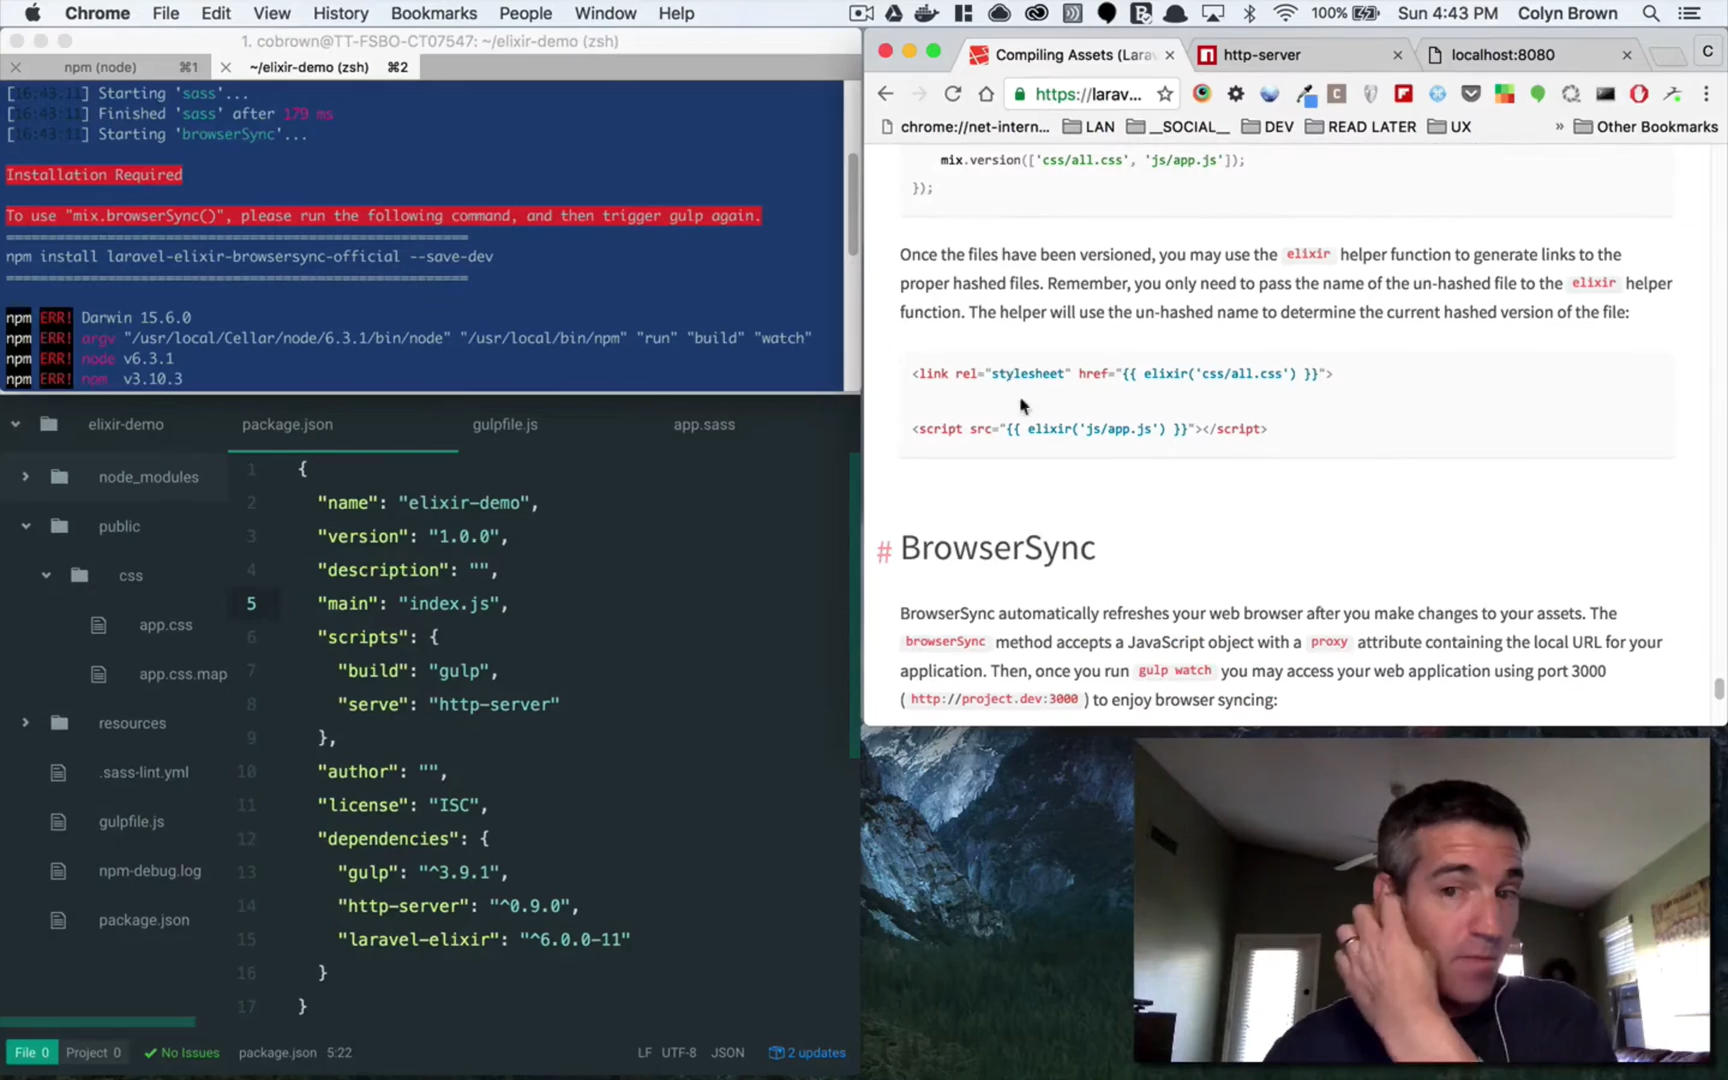 Chrome File Edit View History Bookmarks People Window Help 100% Sun 4:43 PM Colyn Brown
1. cobrown@TT-FSBO-CT07547: ~/elixir-demo (zsh)
npm (node) ⌘1 ~/elixir-demo (zsh) ⌘2
[16:43:11] Starting 'sass'...
[16:43:11] Finished 'sass' after 179 ms
[16:43:11] Starting 'browserSync'...
Installation Required
To use "mix.browserSync()", please run the following command, and then trigger gulp again.
==================================================
npm install laravel-elixir-browsersync-official --save-dev
==================================================
npm ERR! Darwin 15.6.0
npm ERR! argv "/usr/local/Cellar/node/6.3.1/bin/node" "/usr/local/bin/npm" "run" "build" "watch"
npm ERR! node v6.3.1
npm ERR! npm v3.10.3
elixir-demo
node_modules
public
css
app.css
app.css.map
resources
.sass-lint.yml
gulpfile.js
npm-debug.log
package.json
package.json gulpfile.js app.sass
1 {
2 "name": "elixir-demo",
3 "version": "1.0.0",
4 "description": "",
5 "main": "index.js",
6 "scripts": {
7 "build": "gulp",
8 "serve": "http-server"
9 },
10 "author": "",
11 "license": "ISC",
12 "dependencies": {
13 "gulp": "^3.9.1",
14 "http-server": "^0.9.0",
15 "laravel-elixir": "^6.0.0-11"
16 }
17 }
File 0 Project 0 No Issues package.json 5:22 LF UTF-8 JSON 2 updates
Compiling Assets (Larav http-server localhost:8080 C
https://larav...
chrome://net-intern... LAN __SOCIAL__ DEV READ LATER UX » Other Bookmarks
mix.version(['css/all.css', 'js/app.js']);
});
Once the files have been versioned, you may use the elixir helper function to generate links to the
proper hashed files. Remember, you only need to pass the name of the un-hashed file to the elixir helper
function. The helper will use the un-hashed name to determine the current hashed version of the file:
<link rel="stylesheet" href="{{ elixir('css/all.css') }}">
<script src="{{ elixir('js/app.js') }}"></script>
# BrowserSync
BrowserSync automatically refreshes your web browser after you make changes to your assets. The
browserSync method accepts a JavaScript object with a proxy attribute containing the local URL for your
application. Then, once you run gulp watch you may access your web application using port 3000
( http://project.dev:3000 ) to enjoy browser syncing: